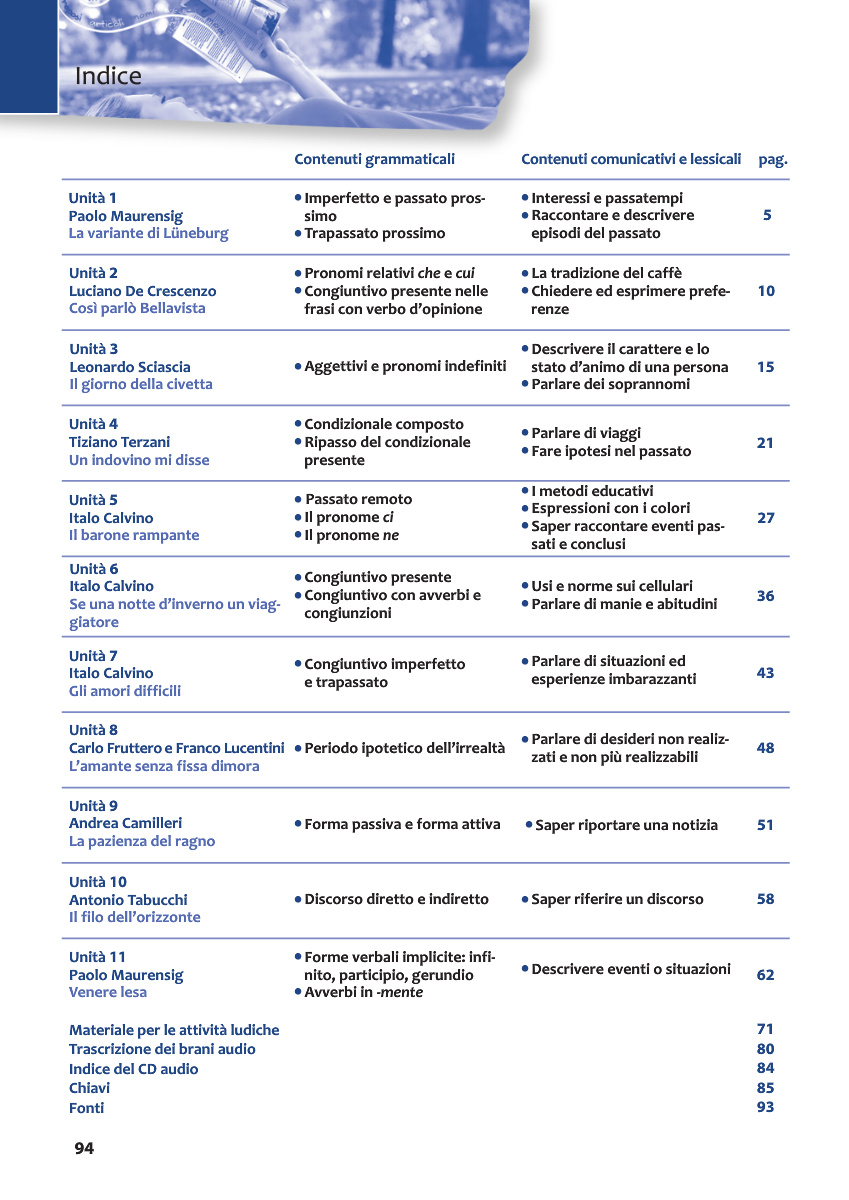 Indice
Contenuti grammaticali Contenuti comunicativi e lessicali pag.
Unità 1
Paolo Maurensig
La variante di Lüneburg
• Imperfetto e passato pros-
simo
• Trapassato prossimo
• Interessi e passatempi
• Raccontare e descrivere
episodi del passato
5
Unità 2
Luciano De Crescenzo
Così parlò Bellavista
• Pronomi relativi che e cui
• Congiuntivo presente nelle
frasi con verbo d'opinione
• La tradizione del caffè
• Chiedere ed esprimere prefe-
renze
10
Unità 3
Leonardo Sciascia
Il giorno della civetta
• Aggettivi e pronomi indefiniti
• Descrivere il carattere e lo
stato d'animo di una persona
• Parlare dei soprannomi
15
Unità 4
Tiziano Terzani
Un indovino mi disse
• Condizionale composto
• Ripasso del condizionale
presente
• Parlare di viaggi
• Fare ipotesi nel passato
21
Unità 5
Italo Calvino
Il barone rampante
• Passato remoto
• Il pronome ci
• Il pronome ne
• I metodi educativi
• Espressioni con i colori
• Saper raccontare eventi pas-
sati e conclusi
27
Unità 6
Italo Calvino
Se una notte d'inverno un viag-
giatore
• Congiuntivo presente
• Congiuntivo con avverbi e
congiunzioni
• Usi e norme sui cellulari
• Parlare di manie e abitudini
36
Unità 7
Italo Calvino
Gli amori difficili
• Congiuntivo imperfetto
e trapassato
• Parlare di situazioni ed
esperienze imbarazzanti
43
Unità 8
Carlo Fruttero e Franco Lucentini
L'amante senza fissa dimora
• Periodo ipotetico dell'irrealtà
• Parlare di desideri non realiz-
zati e non più realizzabili
48
Unità 9
Andrea Camilleri
La pazienza del ragno
• Forma passiva e forma attiva
• Saper riportare una notizia
51
Unità 10
Antonio Tabucchi
Il filo dell'orizzonte
• Discorso diretto e indiretto
• Saper riferire un discorso
58
Unità 11
Paolo Maurensig
Venere lesa
• Forme verbali implicite: infi-
nito, participio, gerundio
• Avverbi in -mente
• Descrivere eventi o situazioni
62
Materiale per le attività ludiche 71
Trascrizione dei brani audio 80
Indice del CD audio 84
Chiavi 85
Fonti 93
94